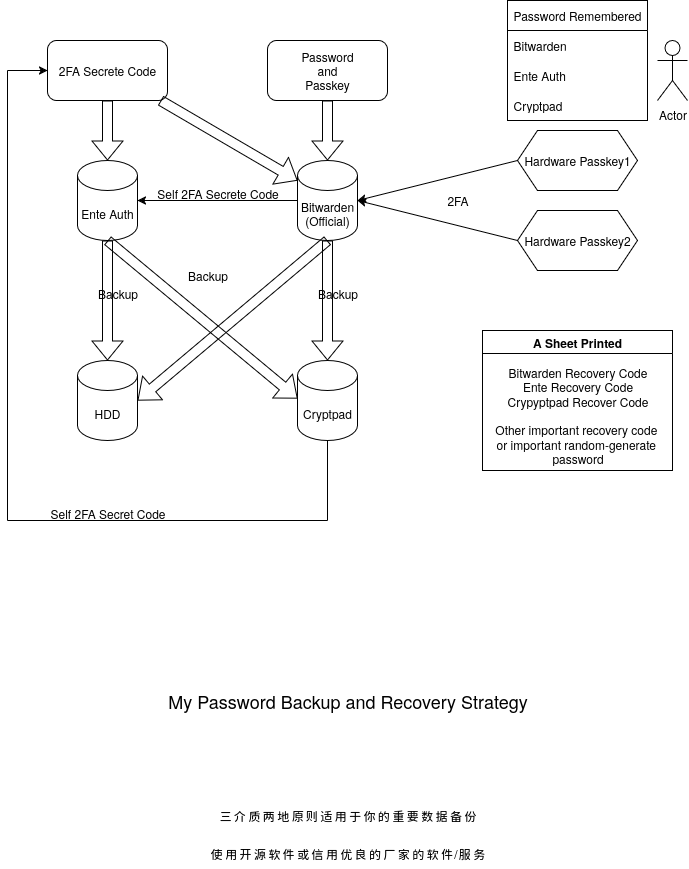 Password Remembered
Bitwarden
Ente Auth
Cryptpad
Actor
2FA Secrete Code
Password
and
Passkey
Hardware Passkey1
Hardware Passkey2
2FA
Self 2FA Secrete Code
Ente Auth
Bitwarden
(Official)
Backup
Backup
Backup
HDD
Cryptpad
A Sheet Printed
Bitwarden Recovery Code
Ente Recovery Code
Crypyptpad Recover Code
Other important recovery code
or important random-generate
password
Self 2FA Secret Code
My Password Backup and Recovery Strategy
三介质两地原则适用于你的重要数据备份
使用开源软件或信用优良的厂家的软件/服务